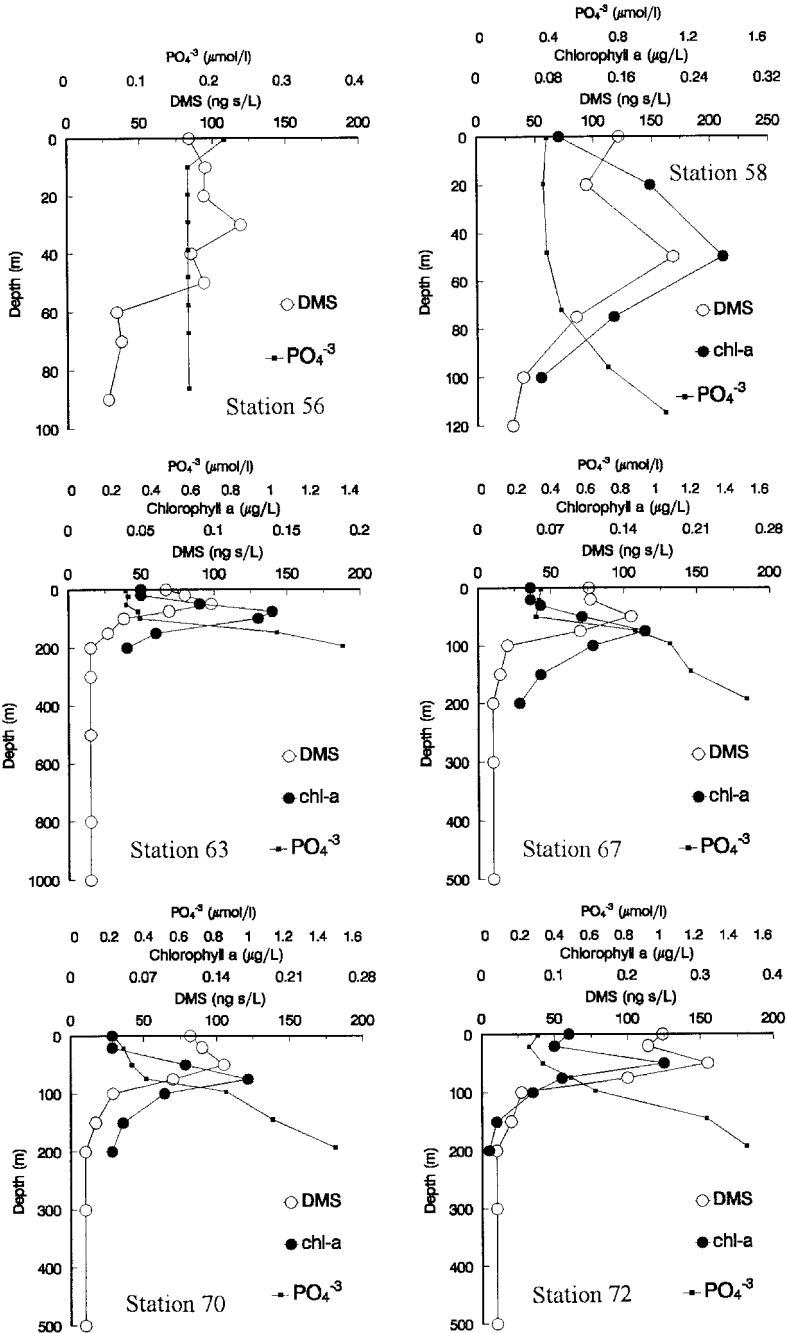 PO₄⁻³ (μmol/l)
0 0.1 0.2 0.3 0.4
DMS (ng s/L)
0 50 100 150 200
0
20
40
60
80
100
Depth (m)
DMS
PO₄⁻³
Station 56
PO₄⁻³ (μmol/l)
0 0.4 0.8 1.2 1.6
Chlorophyll a (μg/L)
0 0.08 0.16 0.24 0.32
DMS (ng s/L)
0 50 100 150 200 250
0
20
40
60
80
100
120
Depth (m)
Station 58
DMS
chl-a
PO₄⁻³
PO₄⁻³ (μmol/l)
0 0.2 0.4 0.6 0.8 1 1.2 1.4
Chlorophyll a (μg/L)
0 0.05 0.1 0.15 0.2
DMS (ng s/L)
0 50 100 150 200
0
200
400
600
800
1000
Depth (m)
DMS
chl-a
PO₄⁻³
Station 63
PO₄⁻³ (μmol/l)
0 0.2 0.4 0.6 0.8 1 1.2 1.4 1.6
Chlorophyll a (μg/L)
0 0.07 0.14 0.21 0.28
DMS (ng s/L)
0 50 100 150 200
0
100
200
300
400
500
Depth (m)
DMS
chl-a
PO₄⁻³
Station 67
PO₄⁻³ (μmol/l)
0 0.2 0.4 0.6 0.8 1 1.2 1.4 1.6
Chlorophyll a (μg/L)
0 0.07 0.14 0.21 0.28
DMS (ng s/L)
0 50 100 150 200
0
100
200
300
400
500
Depth (m)
DMS
chl-a
PO₄⁻³
Station 70
PO₄⁻³ (μmol/l)
0 0.2 0.4 0.6 0.8 1 1.2 1.4 1.6
Chlorophyll a (μg/L)
0 0.1 0.2 0.3 0.4
DMS (ng s/L)
0 50 100 150 200
0
100
200
300
400
500
Depth (m)
DMS
chl-a
PO₄⁻³
Station 72